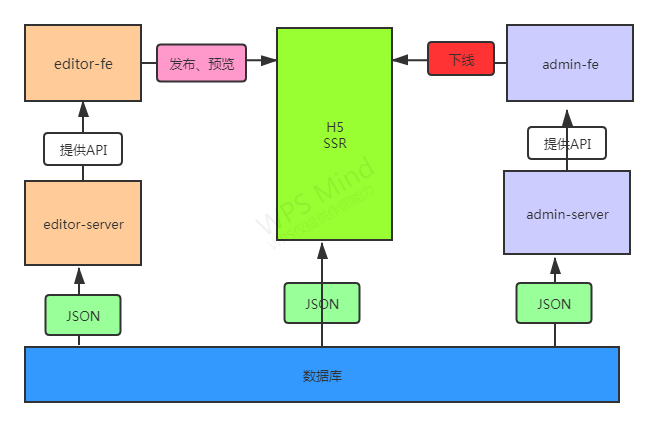 editor-fe
发布、预览
H5
SSR
下线
admin-fe
提供API
提供API
editor-server
admin-server
WPS Mind
JSON
JSON
JSON
数据库